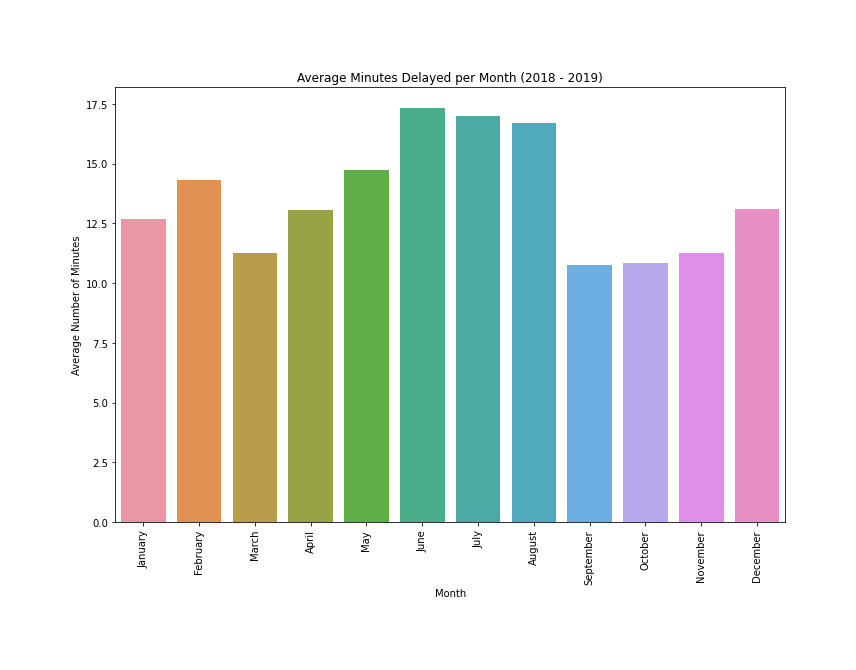 Average Minutes Delayed per Month (2018 - 2019)
17.5
15.0
12.5
10.0
7.5
5.0
2.5
0.0
Average Number of Minutes
January
February
March
April
May
June
July
August
September
October
November
December
Month